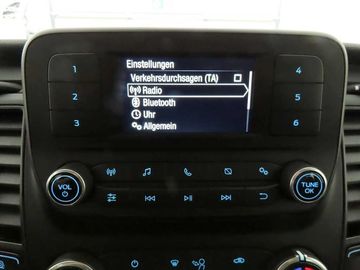 Einstellungen
Verkehrsdurchsagen (TA)
Radio
Bluetooth
Uhr
Allgemein
1
4
2
5
3
6
VOL
TUNE
OK